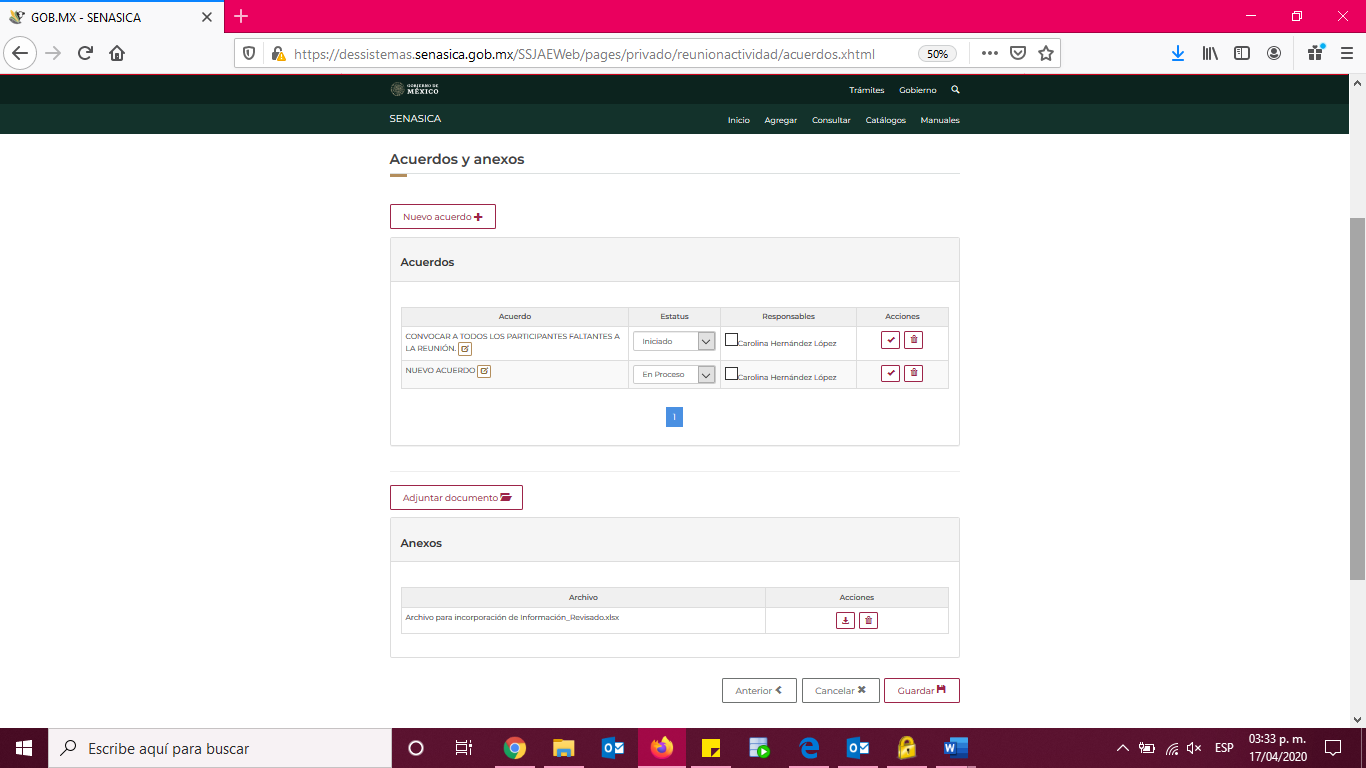 GOB.MX - SENASICA
https://dessistemas.senasica.gob.mx/SSJAEWeb/pages/privado/reunionactividad/acuerdos.xhtml
50%
GOBIERNO DE
MÉXICO
Trámites
Gobierno
SENASICA
Inicio
Agregar
Consultar
Catálogos
Manuales
Acuerdos y anexos
Nuevo acuerdo
Acuerdos
Acuerdo
Estatus
Responsables
Acciones
CONVOCAR A TODOS LOS PARTICIPANTES FALTANTES A
LA REUNIÓN.
Iniciado
Carolina Hernández López
NUEVO ACUERDO
En Proceso
Carolina Hernández López
1
Adjuntar documento
Anexos
Archivo
Acciones
Archivo para incorporación de Información_Revisado.xlsx
Anterior
Cancelar
Guardar
Escribe aquí para buscar
ESP
03:33 p. m.
17/04/2020